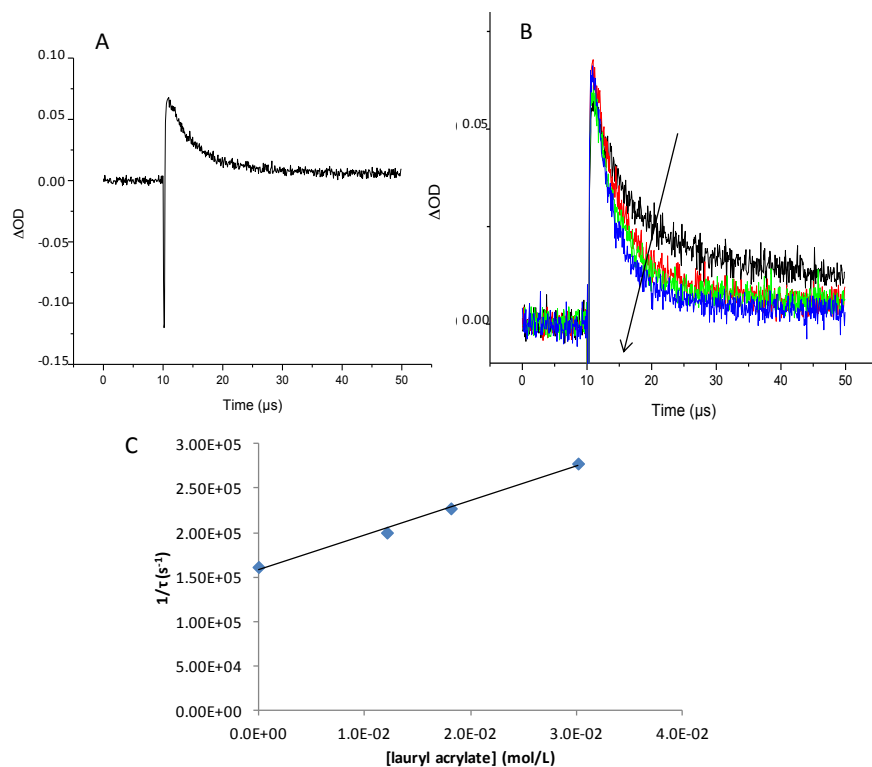 A
0.10
0.05
0.00
-0.05
-0.10
-0.15
ΔOD
0 10 20 30 40 50
Time (µs)
B
0.05
0.00
ΔOD
0 10 20 30 40 50
Time (µs)
C
3.00E+05
2.50E+05
2.00E+05
1.50E+05
1.00E+05
5.00E+04
0.00E+00
1/τ (s⁻¹)
0.0E+00 1.0E-02 2.0E-02 3.0E-02 4.0E-02
[lauryl acrylate] (mol/L)